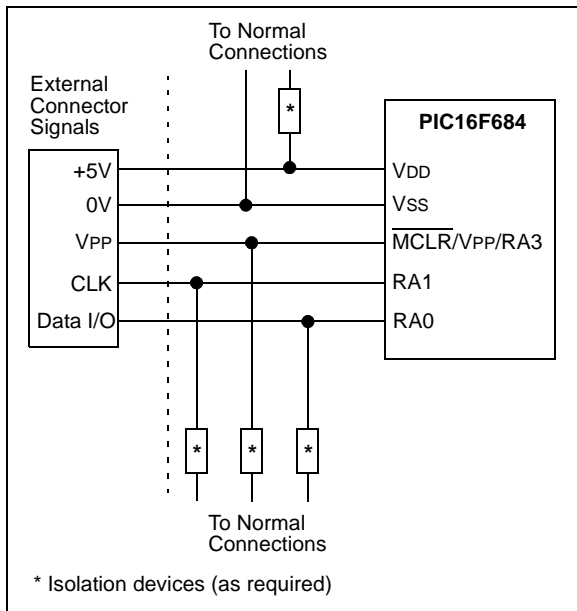 To Normal
Connections
External
Connector
Signals
*
PIC16F684
+5V
VDD
0V
VSS
VPP
MCLR/VPP/RA3
CLK
RA1
Data I/O
RA0
*
*
*
To Normal
Connections
* Isolation devices (as required)